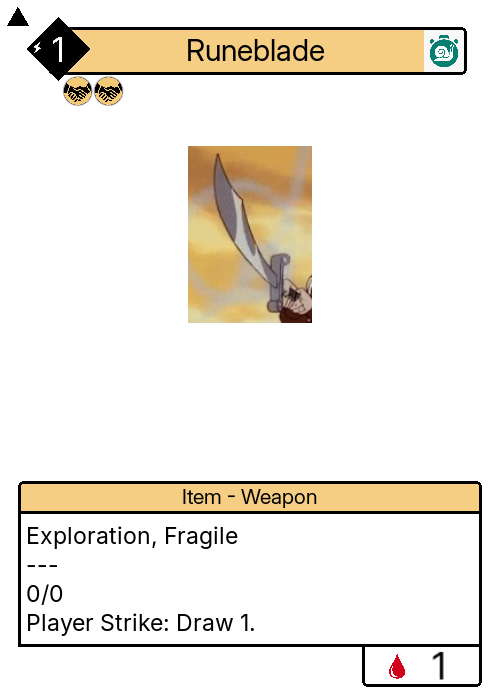 1
Runeblade
Item - Weapon
Exploration, Fragile
---
0/0
Player Strike: Draw 1.
1